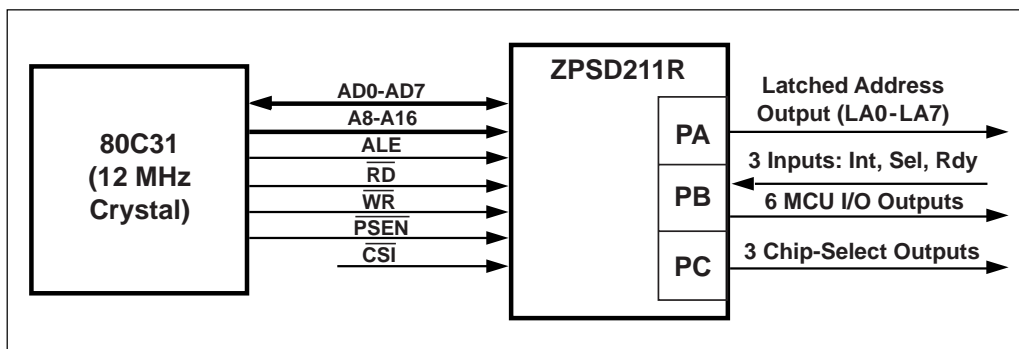 80C31
(12 MHz
Crystal)
AD0-AD7
A8-A16
ALE
RD
WR
PSEN
CSI
ZPSD211R
PA
PB
PC
Latched Address
Output (LA0-LA7)
3 Inputs: Int, Sel, Rdy
6 MCU I/O Outputs
3 Chip-Select Outputs